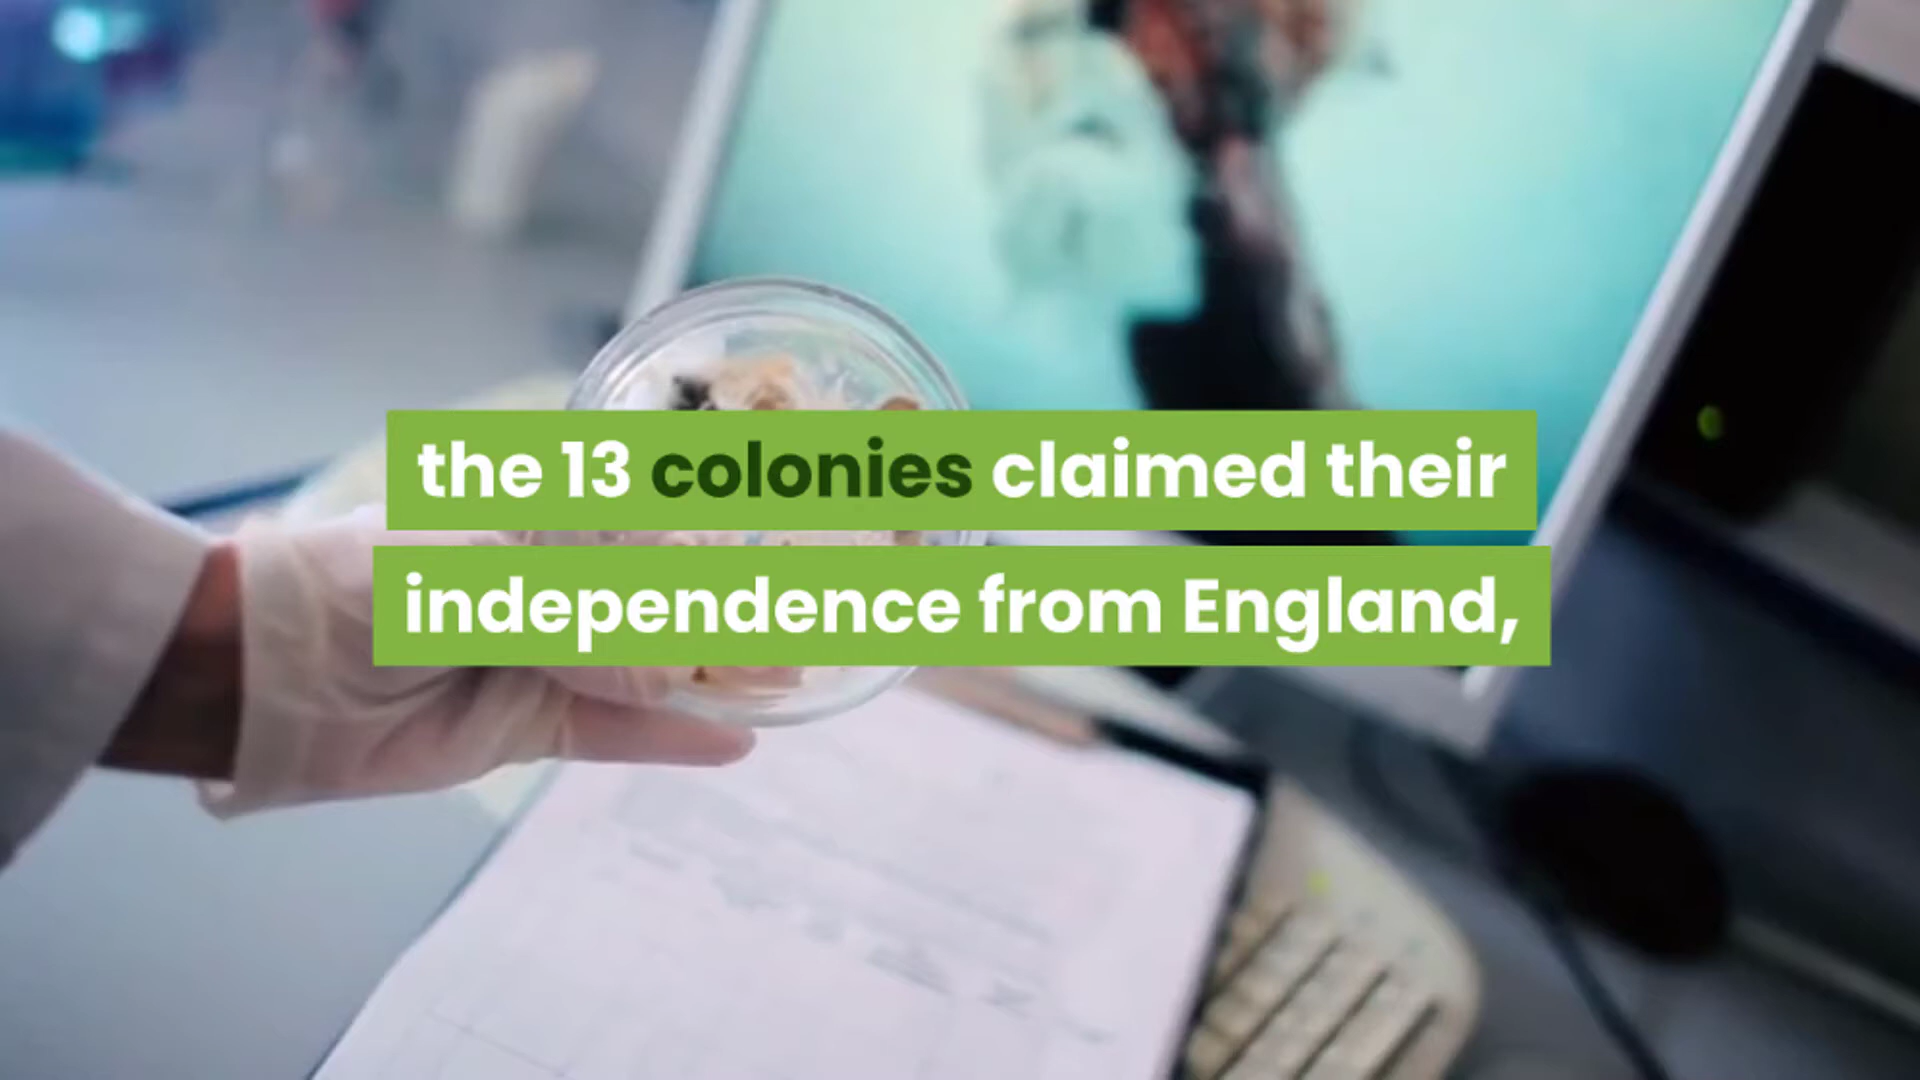 the 13 colonies claimed their
independence from England,